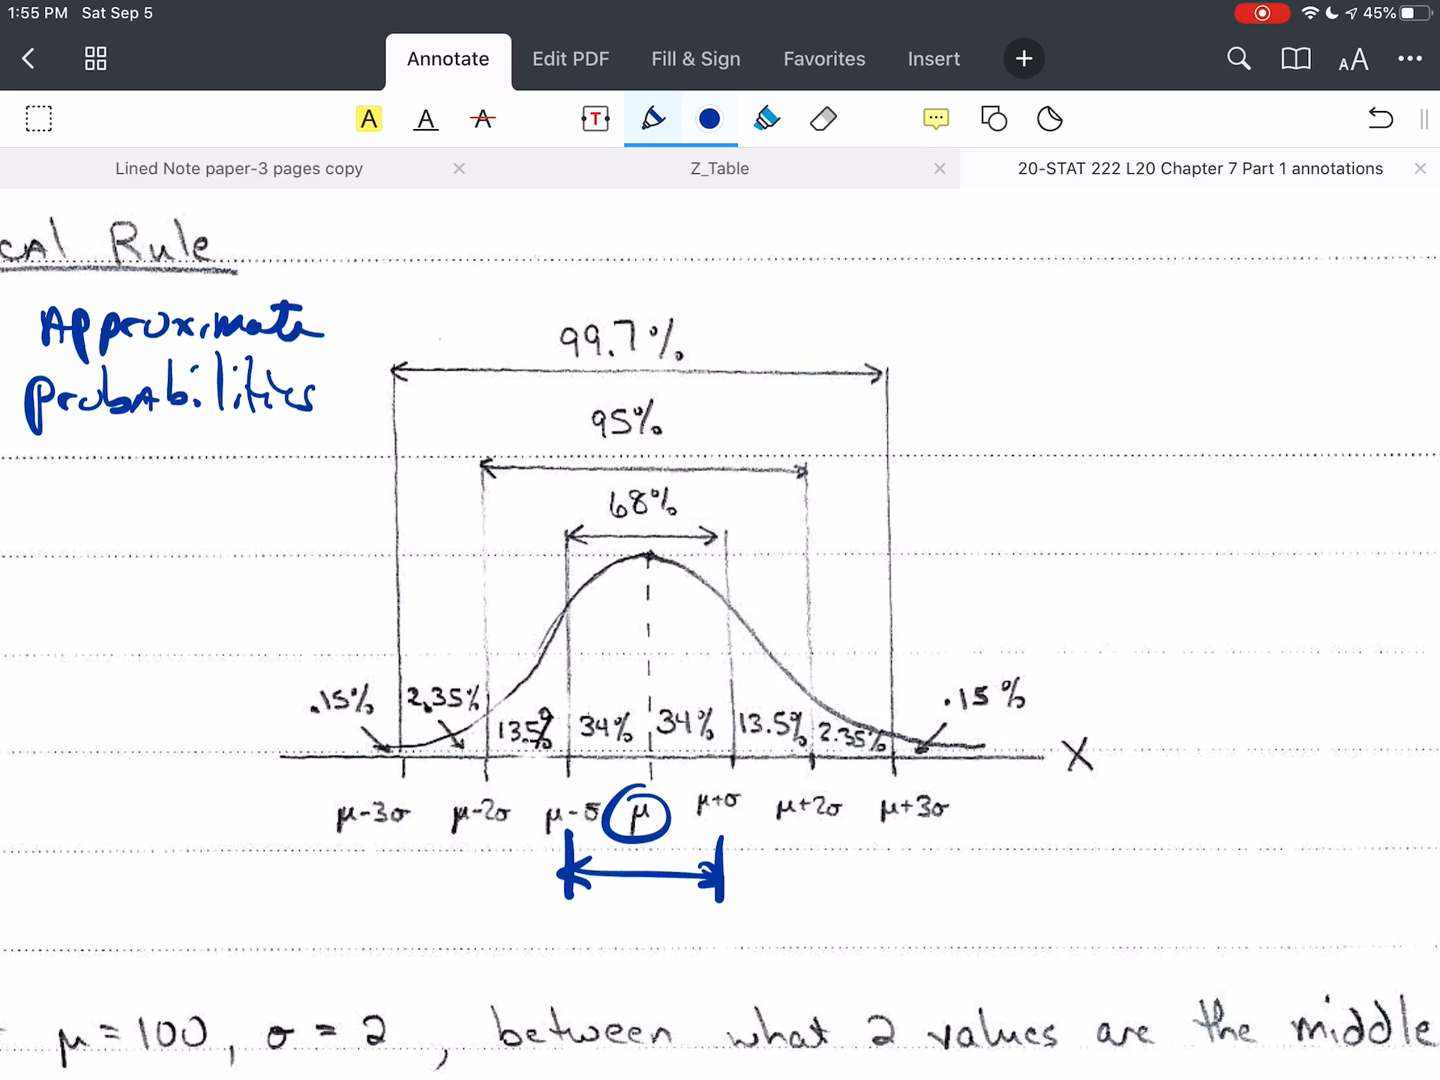 1:55 PM Sat Sep 5
45%
Annotate Edit PDF Fill & Sign Favorites Insert +
AA
A A A T
Lined Note paper-3 pages copy × Z_Table × 20-STAT 222 L20 Chapter 7 Part 1 annotations ×
cal Rule
Approximate
probabilities
99.7%
95%
68%
.15% 2.35% 13.5% 34% 34% 13.5% 2.35% .15%
X
μ-3σ μ-2σ μ-σ μ μ+σ μ+2σ μ+3σ
μ = 100, σ = 2, between what 2 values are the middle